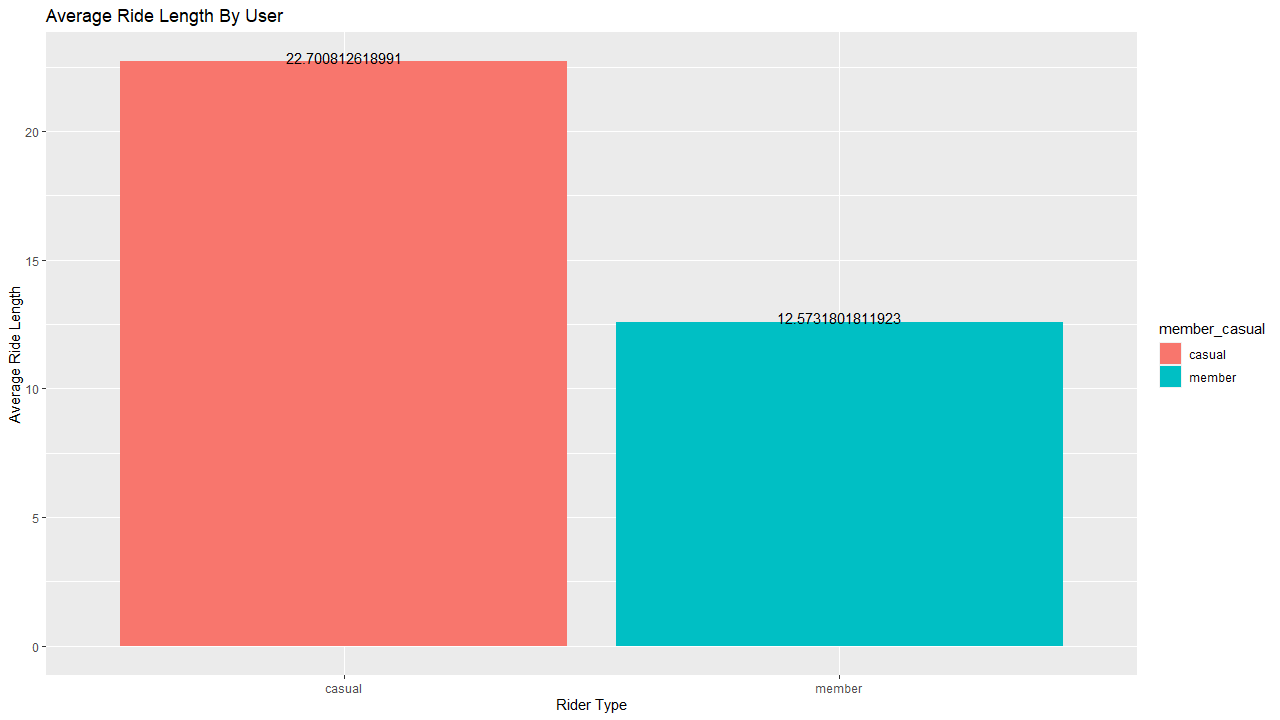 Average Ride Length By User
22.700812618991
12.5731801811923
20
15
10
5
0
Average Ride Length
casual
member
Rider Type
member_casual
casual
member